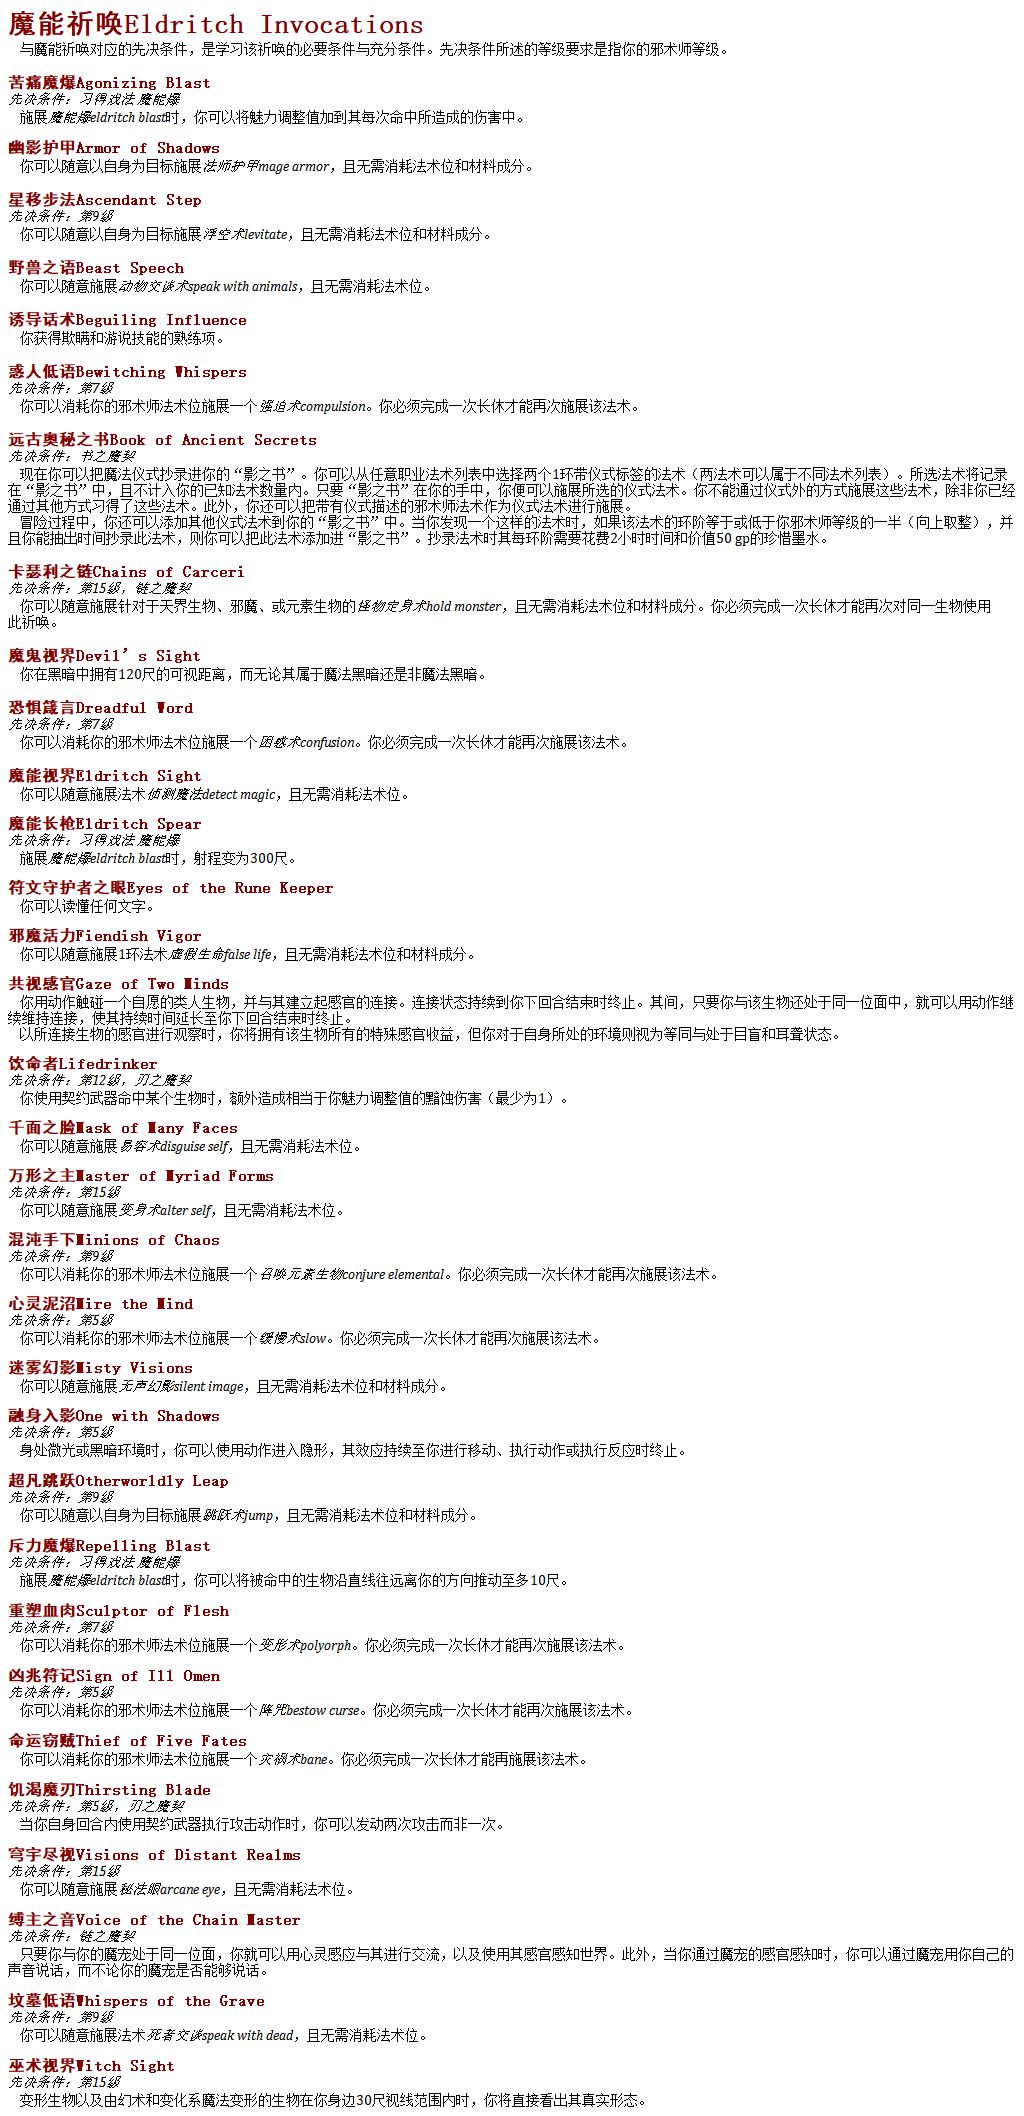 魔能祈唤Eldritch Invocations
与魔能祈唤对应的先决条件，是学习该祈唤的必要条件与充分条件。先决条件所述的等级要求是指你的邪术师等级。
苦痛魔爆Agonizing Blast
先决条件：习得戏法 魔能爆
施展魔能爆eldritch blast时，你可以将魅力调整值加到其每次命中所造成的伤害中。
幽影护甲Armor of Shadows
你可以随意以自身为目标施展法师护甲mage armor，且无需消耗法术位和材料成分。
星移步法Ascendant Step
先决条件：第9级
你可以随意以自身为目标施展浮空术levitate，且无需消耗法术位和材料成分。
野兽之语Beast Speech
你可以随意施展动物交谈术speak with animals，且无需消耗法术位。
诱导话术Beguiling Influence
你获得欺瞒和游说技能的熟练项。
惑人低语Bewitching Whispers
先决条件：第7级
你可以消耗你的邪术师法术位施展一个强迫术compulsion。你必须完成一次长休才能再次施展该法术。
远古奥秘之书Book of Ancient Secrets
先决条件：书之魔契
现在你可以把魔法仪式抄录进你的“影之书”。你可以从任意职业法术列表中选择两个1环带仪式标签的法术（两法术可以属于不同法术列表）。所选法术将记录
在“影之书”中，且不计入你的已知法术数量内。只要“影之书”在你的手中，你便可以施展所选的仪式法术。你不能通过仪式外的方式施展这些法术，除非你已经
通过其他方式习得了这些法术。此外，你还可以把带有仪式描述的邪术师法术作为仪式法术进行施展。
冒险过程中，你还可以添加其他仪式法术到你的“影之书”中。当你发现一个这样的法术时，如果该法术的环阶等于或低于你邪术师等级的一半（向上取整），并
且你能抽出时间抄录此法术，则你可以把此法术添加进“影之书”。抄录法术时其每环阶需要花费2小时时间和价值50 gp的珍惜墨水。
卡瑟利之链Chains of Carceri
先决条件：第15级，链之魔契
你可以随意施展针对于天界生物、邪魔、或元素生物的怪物定身术hold monster，且无需消耗法术位和材料成分。你必须完成一次长休才能再次对同一生物使用
此祈唤。
魔鬼视界Devil’s Sight
你在黑暗中拥有120尺的可视距离，而无论其属于魔法黑暗还是非魔法黑暗。
恐惧箴言Dreadful Word
先决条件：第7级
你可以消耗你的邪术师法术位施展一个困惑术confusion。你必须完成一次长休才能再次施展该法术。
魔能视界Eldritch Sight
你可以随意施展法术侦测魔法detect magic，且无需消耗法术位。
魔能长枪Eldritch Spear
先决条件：习得戏法 魔能爆
施展魔能爆eldritch blast时，射程变为300尺。
符文守护者之眼Eyes of the Rune Keeper
你可以读懂任何文字。
邪魔活力Fiendish Vigor
你可以随意施展1环法术虚假生命false life，且无需消耗法术位和材料成分。
共视感官Gaze of Two Minds
你用动作触碰一个自愿的类人生物，并与其建立起感官的连接。连接状态持续到你下回合结束时终止。其间，只要你与该生物还处于同一位面中，就可以用动作继
续维持连接，使其持续时间延长至你下回合结束时终止。
以所连接生物的感官进行观察时，你将拥有该生物所有的特殊感官收益，但你对于自身所处的环境则视为等同与处于目盲和耳聋状态。
饮命者Lifedrinker
先决条件：第12级，刃之魔契
你使用契约武器命中某个生物时，额外造成相当于你魅力调整值的黯蚀伤害（最少为1）。
千面之脸Mask of Many Faces
你可以随意施展易容术disguise self，且无需消耗法术位。
万形之主Master of Myriad Forms
先决条件：第15级
你可以随意施展变身术alter self，且无需消耗法术位。
混沌手下Minions of Chaos
先决条件：第9级
你可以消耗你的邪术师法术位施展一个召唤元素生物conjure elemental。你必须完成一次长休才能再次施展该法术。
心灵泥沼Mire the Mind
先决条件：第5级
你可以消耗你的邪术师法术位施展一个缓慢术slow。你必须完成一次长休才能再次施展该法术。
迷雾幻影Misty Visions
你可以随意施展无声幻影silent image，且无需消耗法术位和材料成分。
融身入影One with Shadows
先决条件：第5级
身处微光或黑暗环境时，你可以使用动作进入隐形，其效应持续至你进行移动、执行动作或执行反应时终止。
超凡跳跃Otherworldly Leap
先决条件：第9级
你可以随意以自身为目标施展跳跃术jump，且无需消耗法术位和材料成分。
斥力魔爆Repelling Blast
先决条件：习得戏法 魔能爆
施展魔能爆eldritch blast时，你可以将被命中的生物沿直线往远离你的方向推动至多10尺。
重塑血肉Sculptor of Flesh
先决条件：第7级
你可以消耗你的邪术师法术位施展一个变形术polyorph。你必须完成一次长休才能再次施展该法术。
凶兆符记Sign of Ill Omen
先决条件：第5级
你可以消耗你的邪术师法术位施展一个降咒bestow curse。你必须完成一次长休才能再次施展该法术。
命运窃贼Thief of Five Fates
你可以消耗你的邪术师法术位施展一个灾祸术bane。你必须完成一次长休才能再施展该法术。
饥渴魔刃Thirsting Blade
先决条件：第5级，刃之魔契
当你自身回合内使用契约武器执行攻击动作时，你可以发动两次攻击而非一次。
穹宇尽视Visions of Distant Realms
先决条件：第15级
你可以随意施展秘法眼arcane eye，且无需消耗法术位。
缚主之音Voice of the Chain Master
先决条件：链之魔契
只要你与你的魔宠处于同一位面，你就可以用心灵感应与其进行交流，以及使用其感官感知世界。此外，当你通过魔宠的感官感知时，你可以通过魔宠用你自己的
声音说话，而不论你的魔宠是否能够说话。
坟墓低语Whispers of the Grave
先决条件：第9级
你可以随意施展法术死者交谈speak with dead，且无需消耗法术位。
巫术视界Witch Sight
先决条件：第15级
变形生物以及由幻术和变化系魔法变形的生物在你身边30尺视线范围内时，你将直接看出其真实形态。